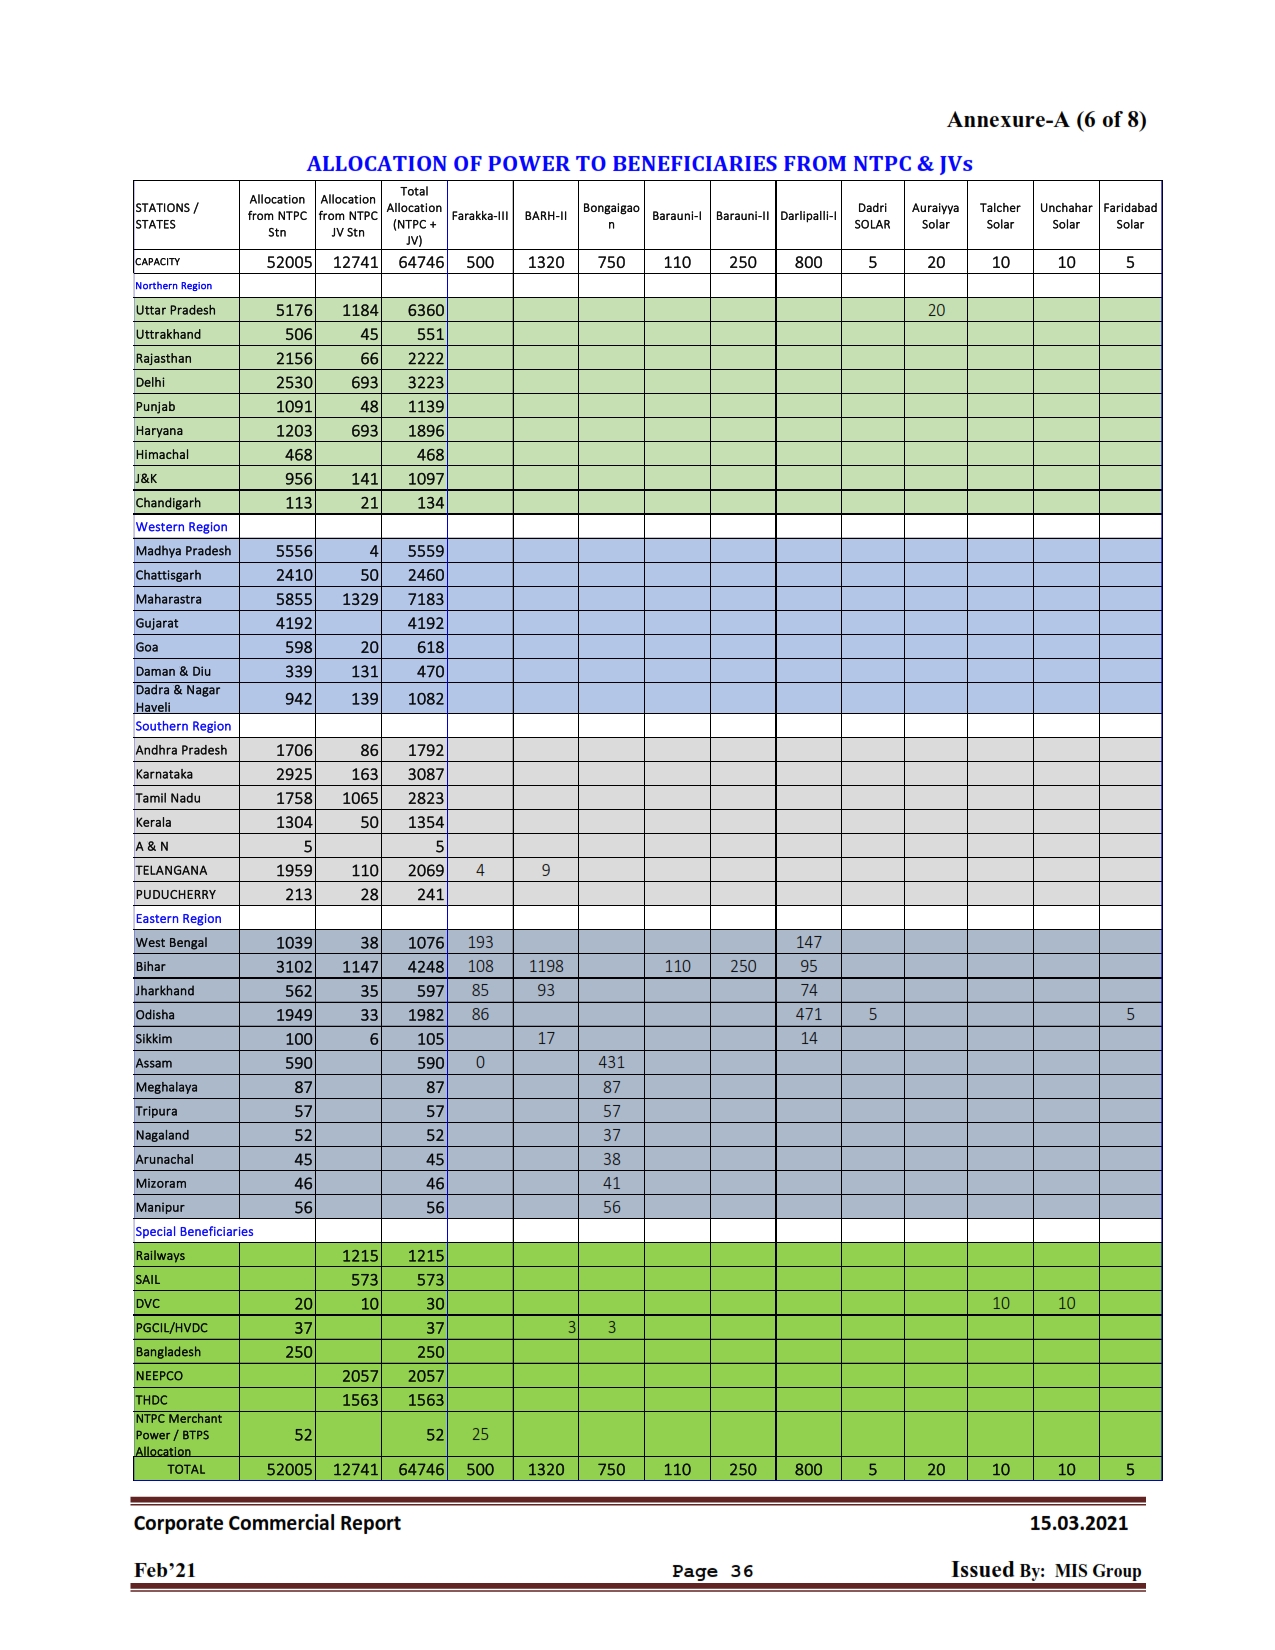 Annexure-A (6 of 8)
ALLOCATION OF POWER TO BENEFICIARIES FROM NTPC & JVs
STATIONS / STATES Allocation from NTPC Stn Allocation from NTPC JV Stn Total Allocation (NTPC + JV) Farakka-III BARH-II Bongaigao n Barauni-I Barauni-II Darlipalli-I Dadri SOLAR Auraiyya Solar Talcher Solar Unchahar Solar Faridabad Solar
CAPACITY 52005 12741 64746 500 1320 750 110 250 800 5 20 10 10 5
Northern Region
Uttar Pradesh 5176 1184 6360 20
Uttrakhand 506 45 551
Rajasthan 2156 66 2222
Delhi 2530 693 3223
Punjab 1091 48 1139
Haryana 1203 693 1896
Himachal 468 468
J&K 956 141 1097
Chandigarh 113 21 134
Western Region
Madhya Pradesh 5556 4 5559
Chattisgarh 2410 50 2460
Maharastra 5855 1329 7183
Gujarat 4192 4192
Goa 598 20 618
Daman & Diu 339 131 470
Dadra & Nagar Haveli 942 139 1082
Southern Region
Andhra Pradesh 1706 86 1792
Karnataka 2925 163 3087
Tamil Nadu 1758 1065 2823
Kerala 1304 50 1354
A & N 5 5
TELANGANA 1959 110 2069 4 9
PUDUCHERRY 213 28 241
Eastern Region
West Bengal 1039 38 1076 193 147
Bihar 3102 1147 4248 108 1198 110 250 95
Jharkhand 562 35 597 85 93 74
Odisha 1949 33 1982 86 471 5 5
Sikkim 100 6 105 17 14
Assam 590 590 0 431
Meghalaya 87 87 87
Tripura 57 57 57
Nagaland 52 52 37
Arunachal 45 45 38
Mizoram 46 46 41
Manipur 56 56 56
Special Beneficiaries
Railways 1215 1215
SAIL 573 573
DVC 20 10 30 10 10
PGCIL/HVDC 37 37 3 3
Bangladesh 250 250
NEEPCO 2057 2057
THDC 1563 1563
NTPC Merchant Power / BTPS Allocation 52 52 25
TOTAL 52005 12741 64746 500 1320 750 110 250 800 5 20 10 10 5
Corporate Commercial Report 15.03.2021
Feb’21 Page 36 Issued By: MIS Group